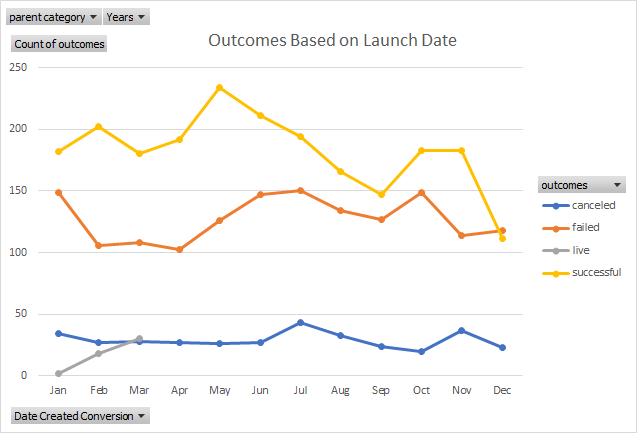 parent category Years
Count of outcomes
Outcomes Based on Launch Date
250
200
150
100
50
0
Jan Feb Mar Apr May Jun Jul Aug Sep Oct Nov Dec
outcomes
canceled
failed
live
successful
Date Created Conversion